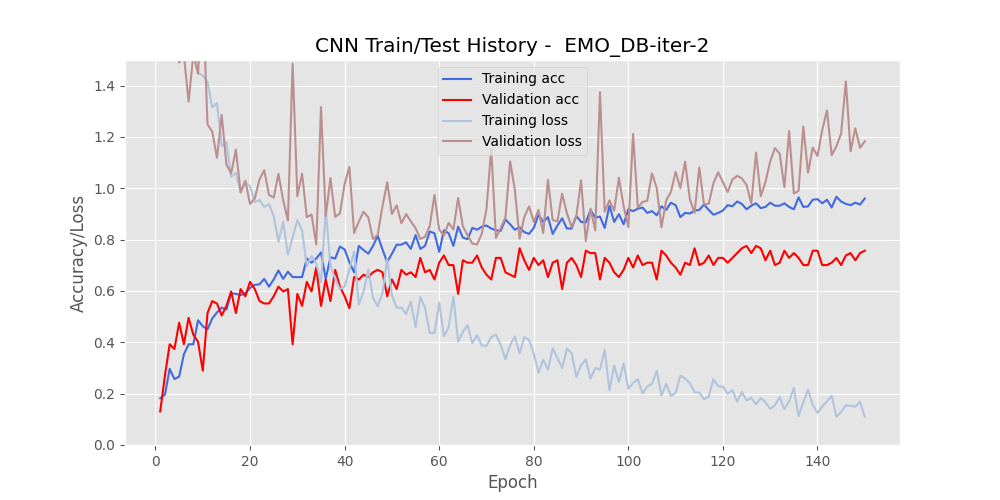 CNN Train/Test History -  EMO_DB-iter-2
Training acc
Validation acc
Training loss
Validation loss
Accuracy/Loss
1.4
1.2
1.0
0.8
0.6
0.4
0.2
0.0
0 20 40 60 80 100 120 140
Epoch